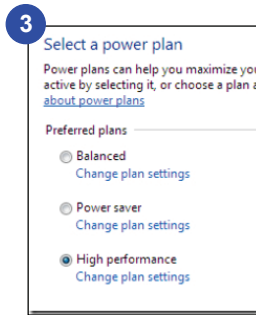 3
Select a power plan
Power plans can help you maximize you
active by selecting it, or choose a plan a
about power plans
Preferred plans
Balanced
Change plan settings
Power saver
Change plan settings
High performance
Change plan settings